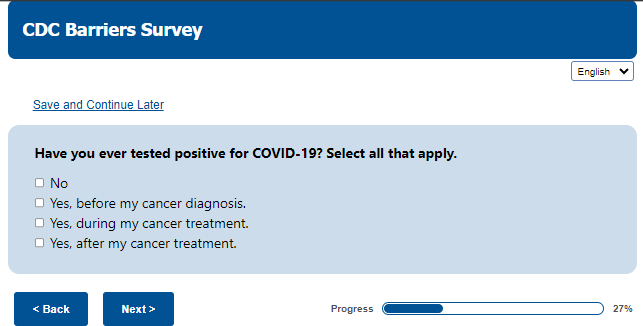 CDC Barriers Survey
English
Save and Continue Later
Have you ever tested positive for COVID-19? Select all that apply.
No
Yes, before my cancer diagnosis.
Yes, during my cancer treatment.
Yes, after my cancer treatment.
< Back Next > Progress 27%